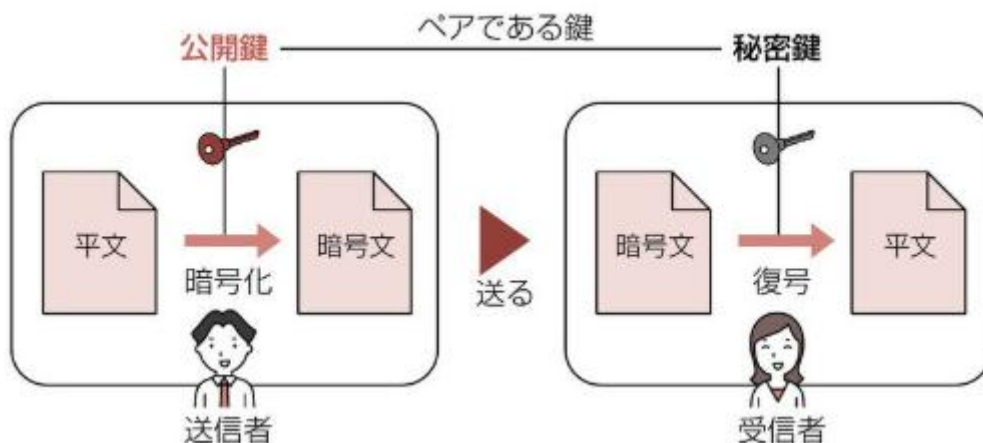 ペアである鍵
公開鍵
秘密鍵
平文
暗号文
暗号化
送信者
送る
暗号文
平文
復号
受信者